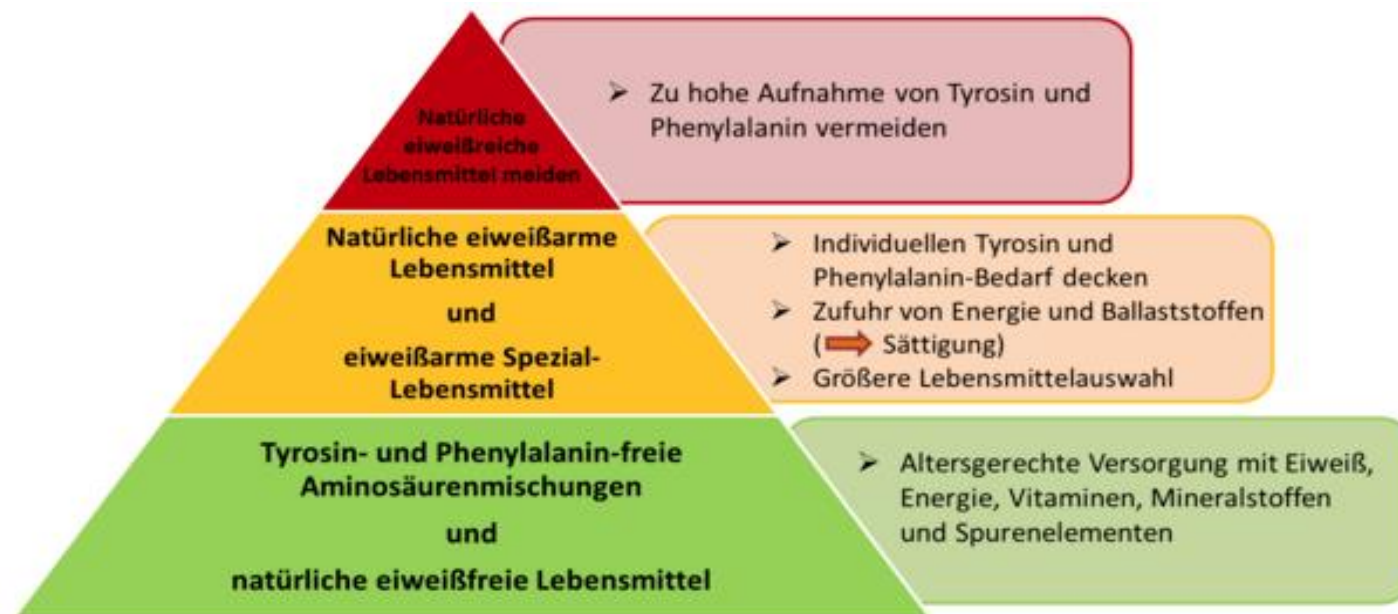 Natürliche
eiweißreiche
Lebensmittel meiden
➢ Zu hohe Aufnahme von Tyrosin und
Phenylalanin vermeiden
Natürliche eiweißarme
Lebensmittel
und
eiweißarme Spezial-
Lebensmittel
➢ Individuellen Tyrosin und
Phenylalanin-Bedarf decken
➢ Zufuhr von Energie und Ballaststoffen
(➡ Sättigung)
➢ Größere Lebensmittelauswahl
Tyrosin- und Phenylalanin-freie
Aminosäurenmischungen
und
natürliche eiweißfreie Lebensmittel
➢ Altersgerechte Versorgung mit Eiweiß,
Energie, Vitaminen, Mineralstoffen
und Spurenelementen